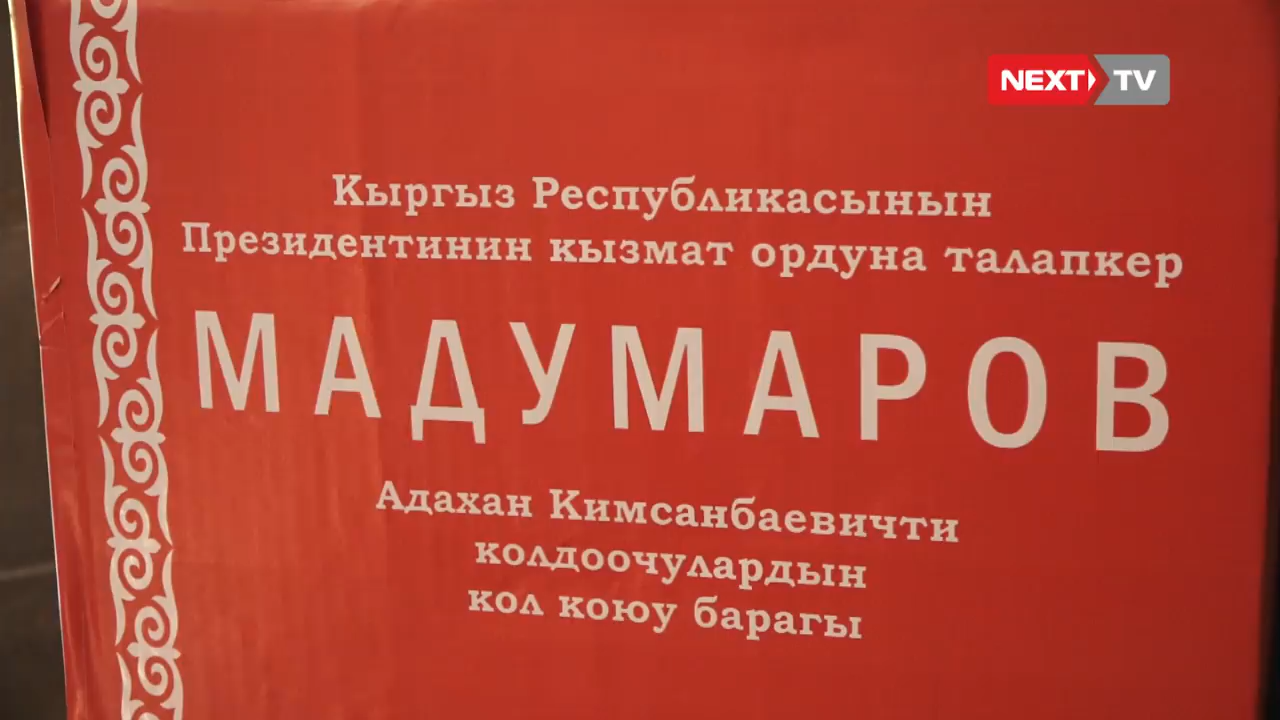 NEXT TV
Кыргыз Республикасынын
Президентинин кызмат ордуна талапкер
МАДУМАРОВ
Адахан Кимсанбаевичти
колдоочулардын
кол коюу барагы